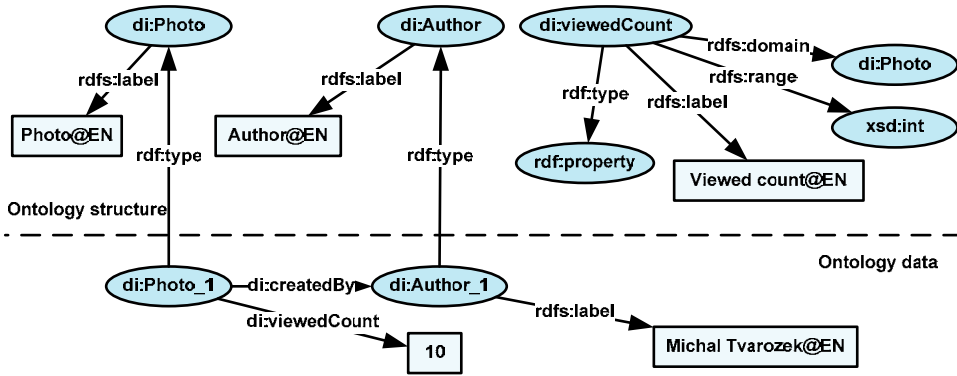 di:Photo
di:Author
di:viewedCount
rdfs:domain
di:Photo
rdfs:label
rdfs:label
rdfs:range
rdf:type
rdfs:label
Photo@EN
Author@EN
xsd:int
rdf:type
rdf:type
rdf:property
Viewed count@EN
Ontology structure
Ontology data
di:Photo_1
di:createdBy
di:Author_1
rdfs:label
di:viewedCount
10
Michal Tvarozek@EN